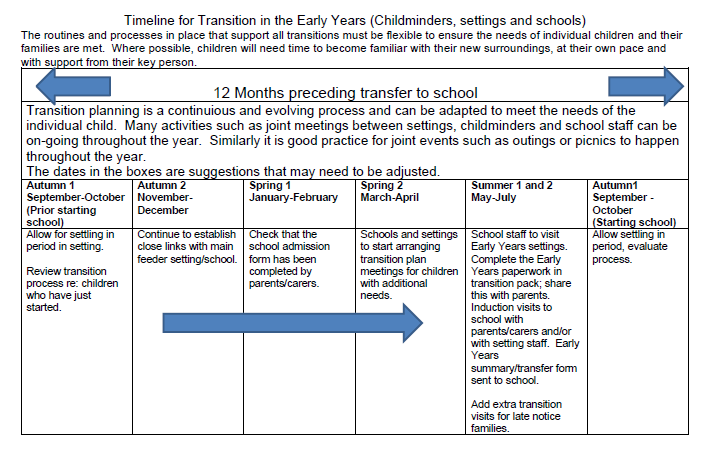 Timeline for Transition in the Early Years (Childminders, settings and schools)
The routines and processes in place that support all transitions must be flexible to ensure the needs of individual children and their
families are met.  Where possible, children will need time to become familiar with their new surroundings, at their own pace and
with support from their key person.
12 Months preceding transfer to school
Transition planning is a continuious and evolving process and can be adapted to meet the needs of the
individual child.  Many activities such as joint meetings between settings, childminders and school staff can be
on-going throughout the year.  Similarly it is good practice for joint events such as outings or picnics to happen
throughout the year.
The dates in the boxes are suggestions that may need to be adjusted.
Autumn 1
September-October
(Prior starting
school)
Autumn 2
November-
December
Spring 1
January-February
Spring 2
March-April
Summer 1 and 2
May-July
Autumn1
September -
October
(Starting school)
Allow for settling in
period in setting.
Review transition
process re: children
who have just
started.
Continue to establish
close links with main
feeder setting/school.
Check that the
school admission
form has been
completed by
parents/carers.
Schools and settings
to start arranging
transition plan
meetings for children
with additional
needs.
School staff to visit
Early Years settings.
Complete the Early
Years paperwork in
transition pack; share
this with parents.
Induction visits to
school with
parents/carers and/or
with setting staff.  Early
Years
summary/transfer form
sent to school.
Add extra transition
visits for late notice
families.
Allow settling in
period, evaluate
process.